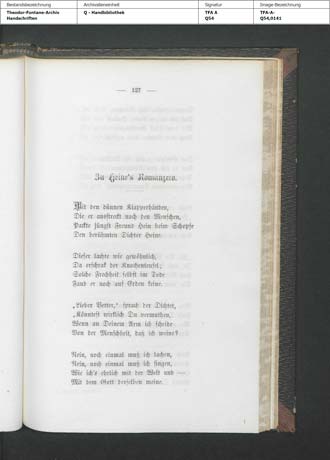 Bestandsbezeichnung
Archivalieneinheit
Signatur
Image-Bezeichnung
Theodor-Fontane-Archiv
Handschriften
Q - Handbibliothek
TFA A
Q54
TFA-A-
Q54,0141
— 127 —
Zu Heine's Romanzero.
Mit den dünnen Klapperhänden,
Die er ausstreckt nach den Menschen,
Packte jüngst Freund Hein beim Schopfe
Den berühmten Dichter Heine.
Dieser lachte wie gewöhnlich,
Da erschrak der Knochenteufel;
Solche Frechheit selbst im Tode
Fand er noch auf Erden keine.
„Lieber Vetter,“ sprach der Dichter,
„Könntest wirklich Du vermuthen,
Wenn an Deinem Arm ich scheide
Von der Menschheit, daß ich weine?
Nein, noch einmal muß ich lachen,
Nein, noch einmal muß ich singen,
Wie ich's ehrlich mit der Welt und —
Mit dem Gott derselben meine.